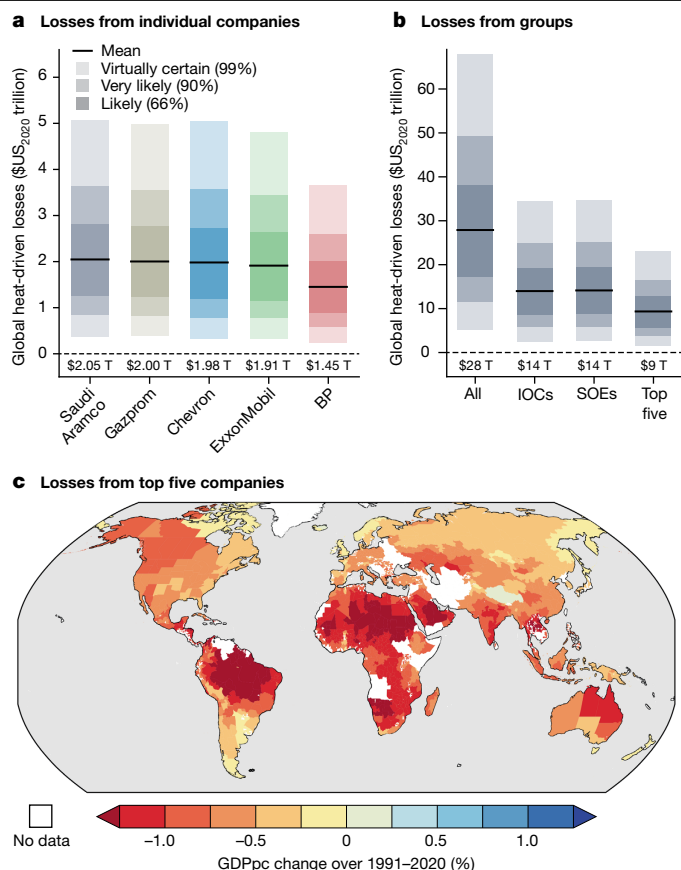 a Losses from individual companies
Global heat-driven losses ($US2020 trillion)
6
5
4
3
2
1
0
Mean
Virtually certain (99%)
Very likely (90%)
Likely (66%)
$2.05 T
$2.00 T
$1.98 T
$1.91 T
$1.45 T
Saudi
Aramco
Gazprom
Chevron
ExxonMobil
BP
b Losses from groups
Global heat-driven losses ($US2020 trillion)
60
50
40
30
20
10
0
$28 T
$14 T
$14 T
$9 T
All
IOCs
SOEs
Top
five
c Losses from top five companies
No data
–1.0
–0.5
0
0.5
1.0
GDPpc change over 1991–2020 (%)